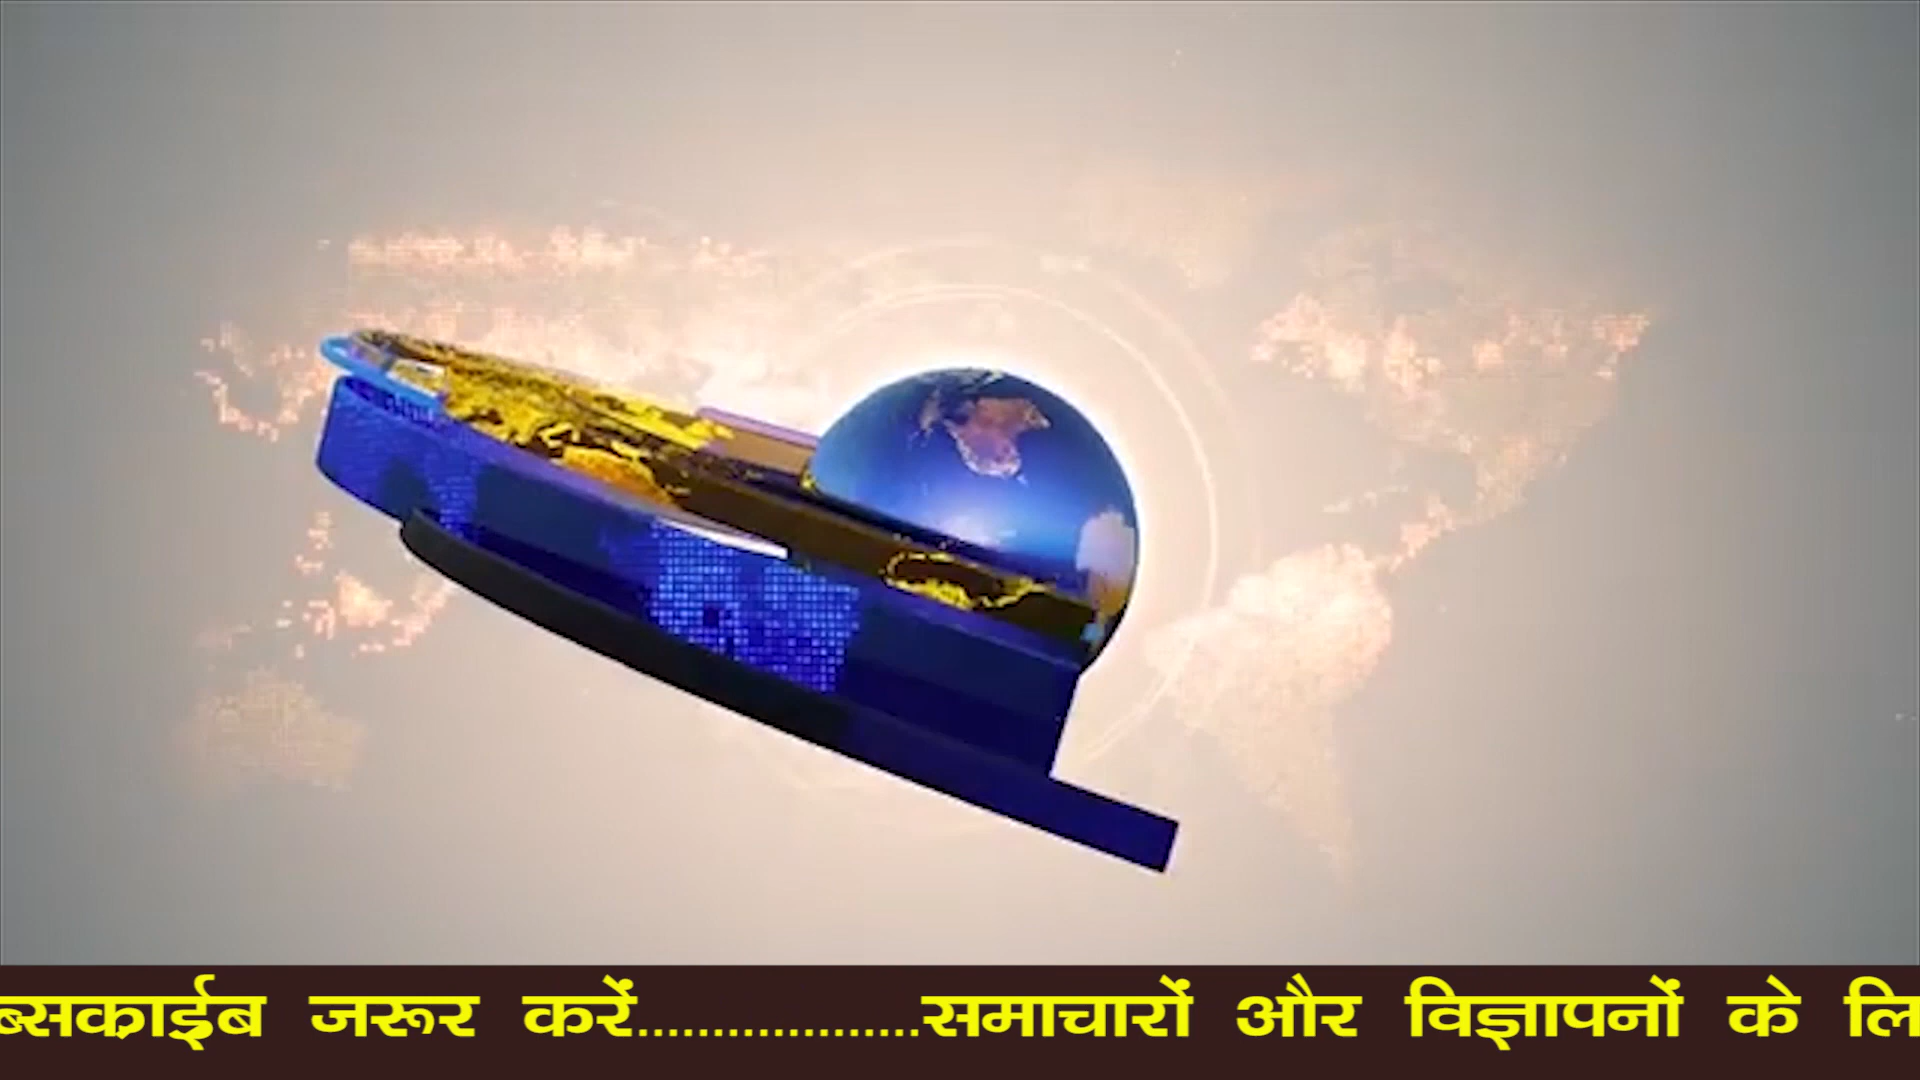 ब्सक्राईब जरूर करें...................समाचारों और विज्ञापनों के लि